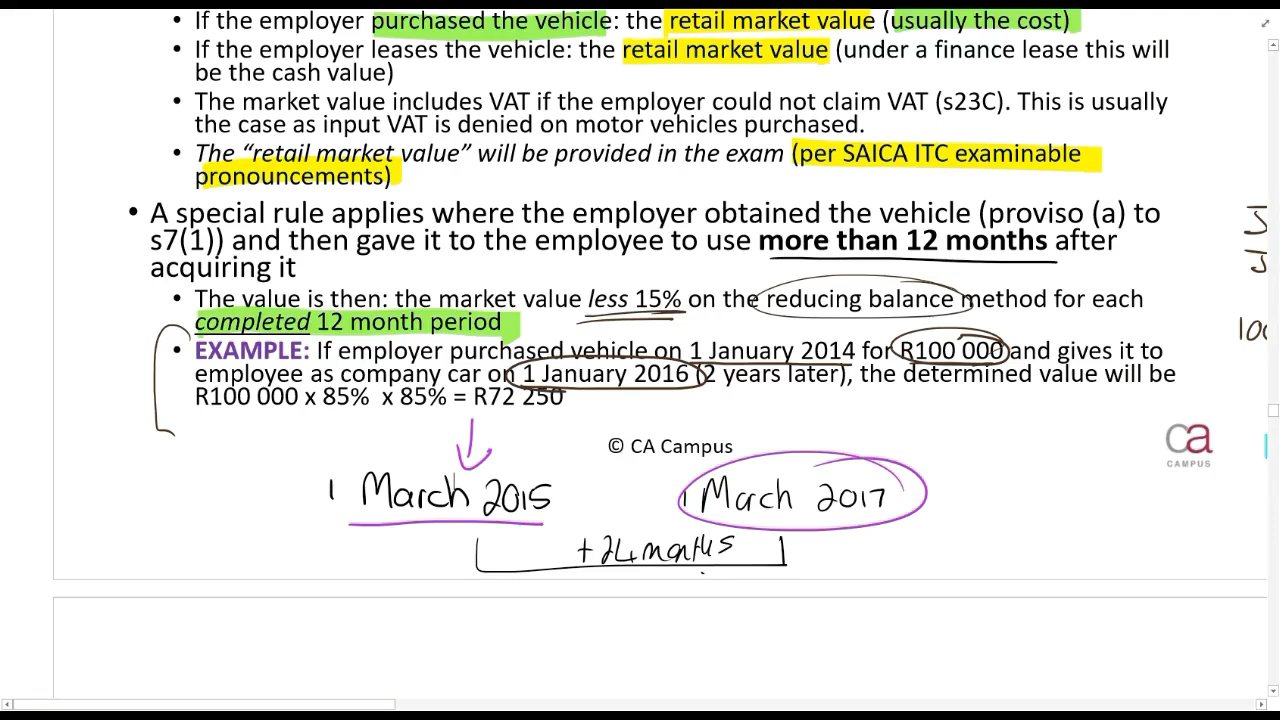 • If the employer purchased the vehicle: the retail market value (usually the cost)
• If the employer leases the vehicle: the retail market value (under a finance lease this will
be the cash value)
• The market value includes VAT if the employer could not claim VAT (s23C). This is usually
the case as input VAT is denied on motor vehicles purchased.
• The “retail market value” will be provided in the exam (per SAICA ITC examinable
pronouncements)
• A special rule applies where the employer obtained the vehicle (proviso (a) to
s7(1)) and then gave it to the employee to use more than 12 months after
acquiring it
• The value is then: the market value less 15% on the reducing balance method for each
completed 12 month period
• EXAMPLE: If employer purchased vehicle on 1 January 2014 for R100 000 and gives it to
employee as company car on 1 January 2016 (2 years later), the determined value will be
R100 000 x 85% x 85% = R72 250
100
© CA Campus
ca
CAMPUS
1 March 2015
1 March 2017
+24 months